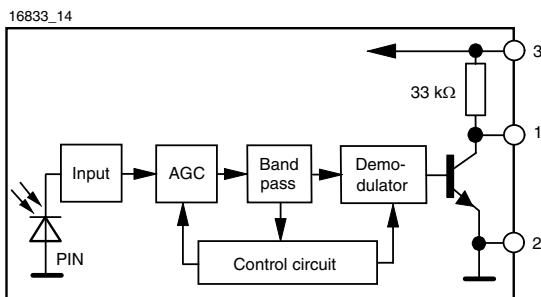 16833_14
3
33 kΩ
1
Input
AGC
Band
pass
Demo-
dulator
2
PIN
Control circuit